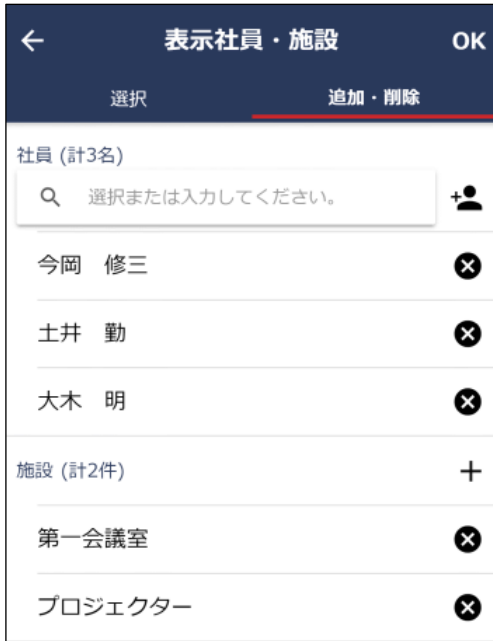 表示社員・施設 OK
選択 追加・削除
社員 (計3名)
選択または入力してください。
今岡　修三
土井　勤
大木　明
施設 (計2件)
第一会議室
プロジェクター